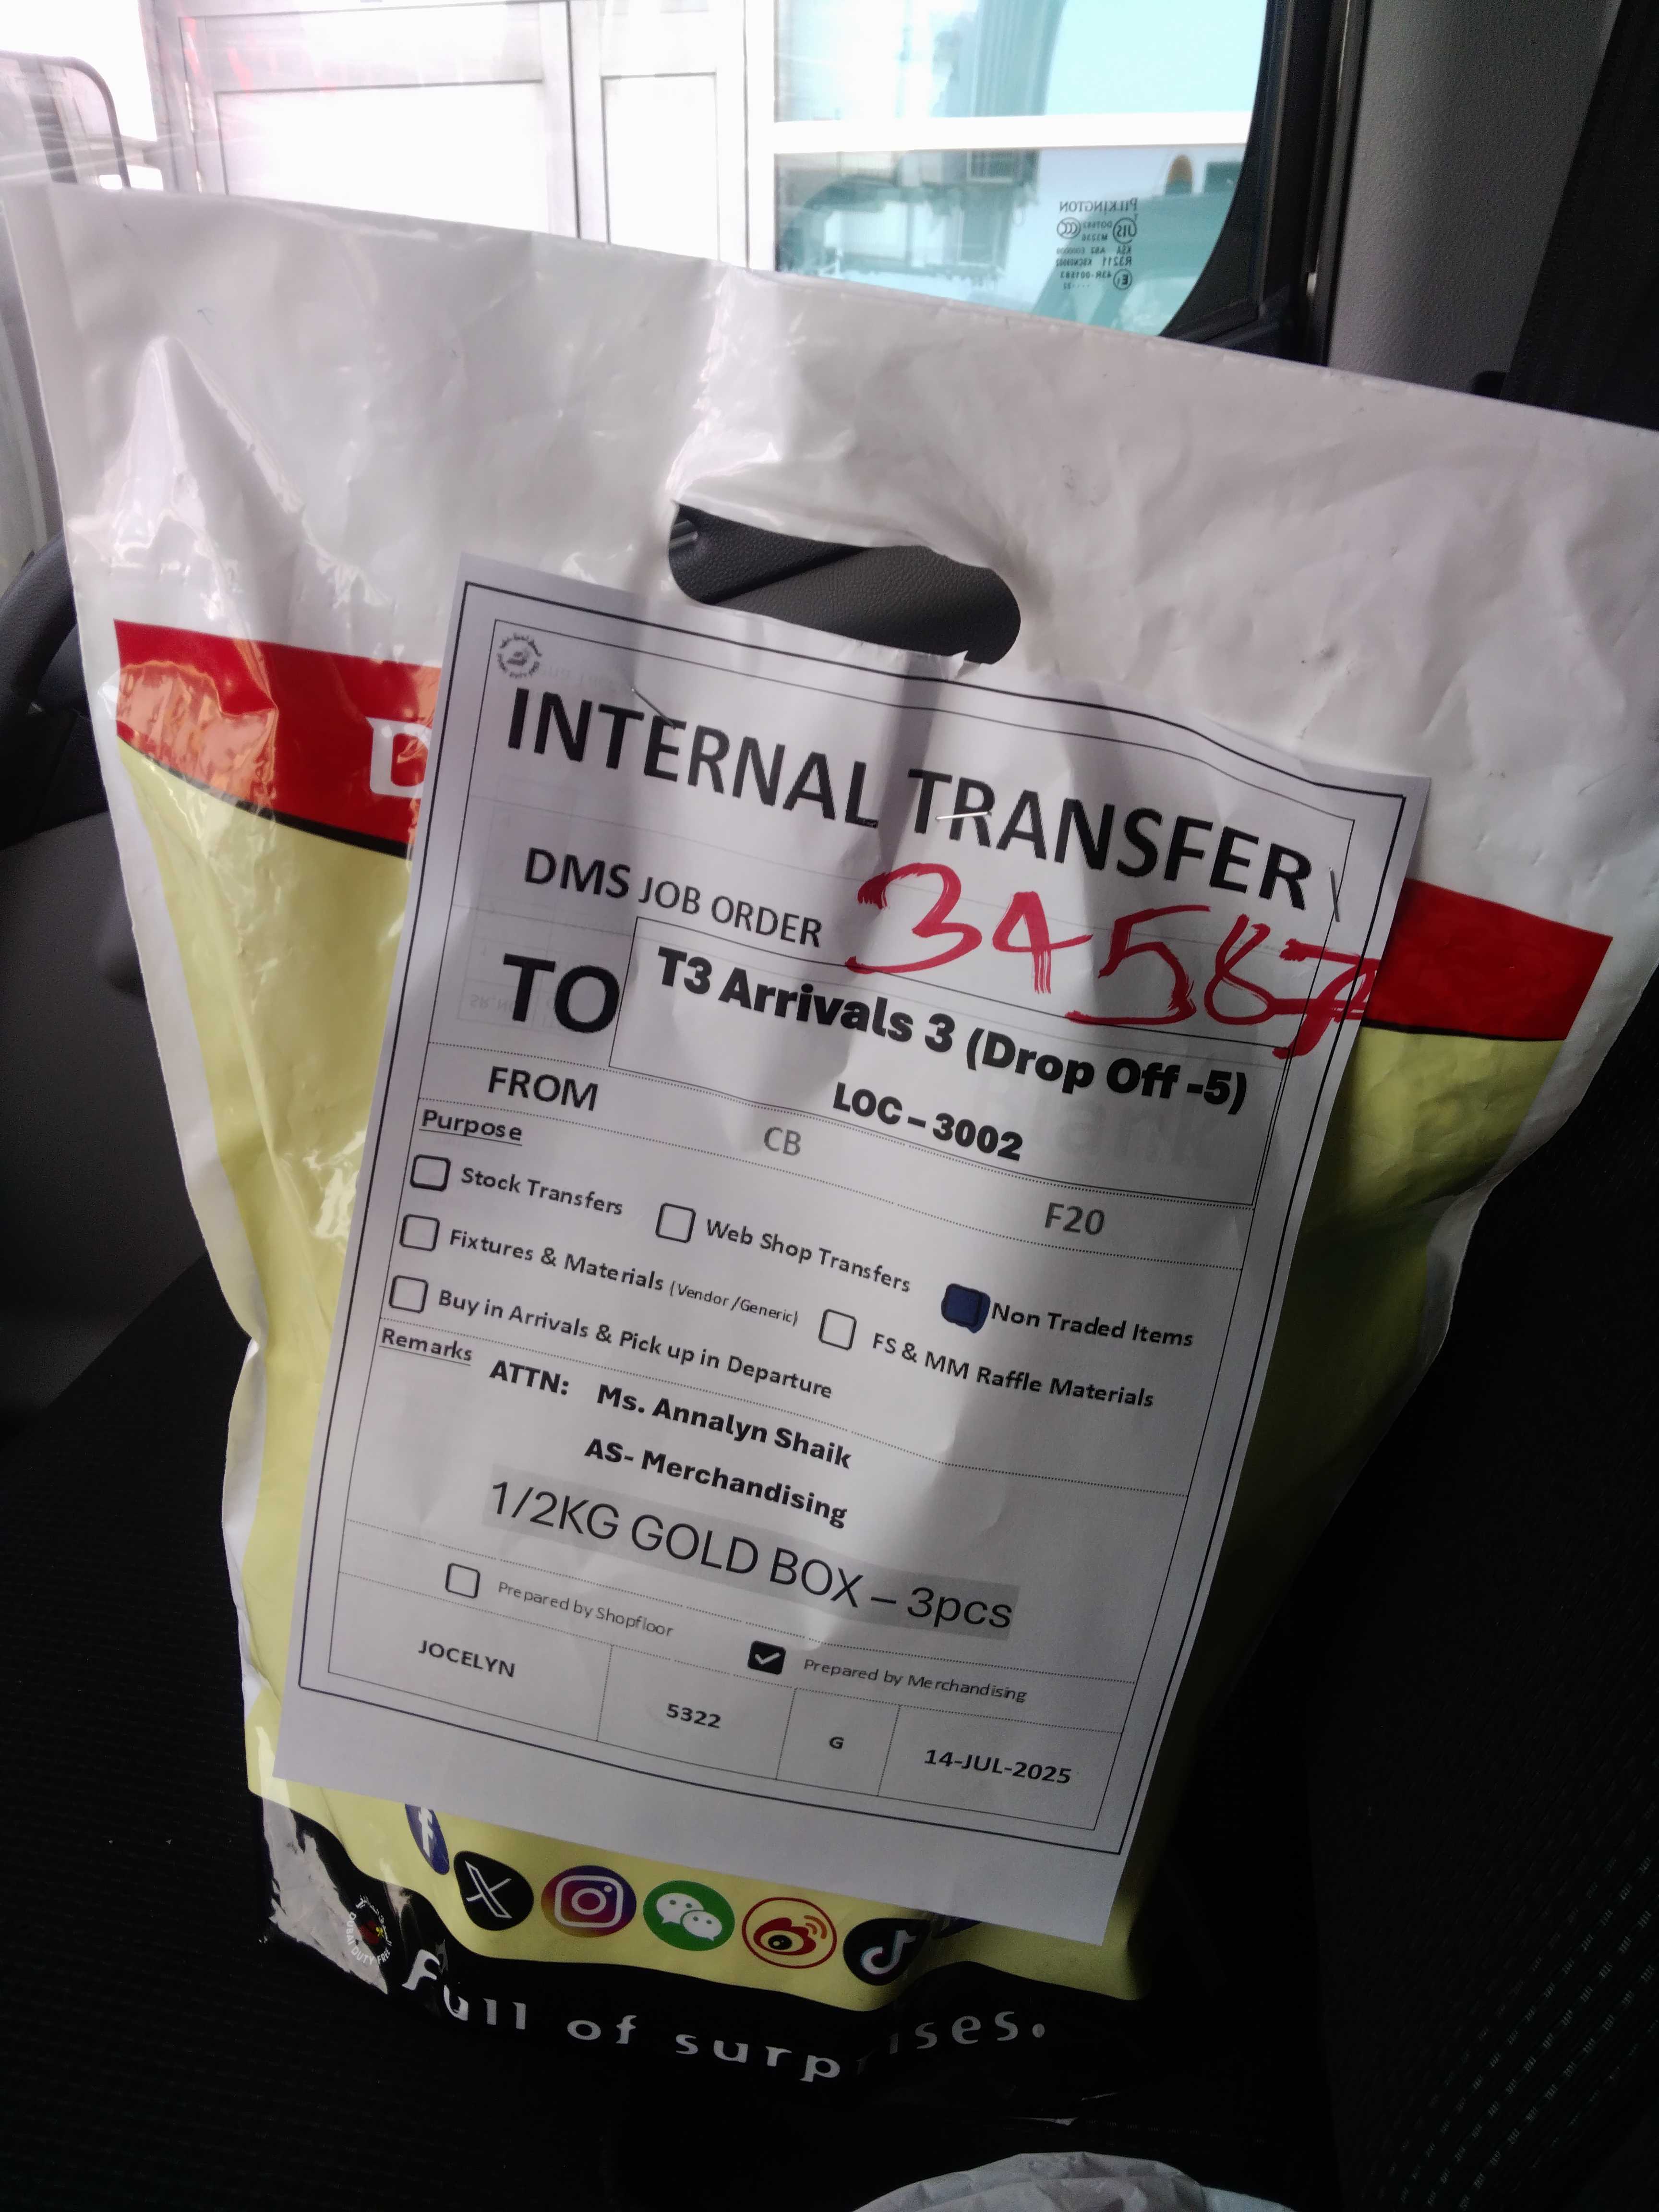 INTERNAL TRANSFER
DMS JOB ORDER 34587
TO T3 Arrivals 3 (Drop Off -5)
LOC – 3002
FROM CB F20
Purpose
Stock Transfers Web Shop Transfers Non Traded Items
Fixtures & Materials (Vendor /Generic) FS & MM Raffle Materials
Buy in Arrivals & Pick up in Departure
Remarks
ATTN: Ms. Annalyn Shaik
AS- Merchandising
1/2KG GOLD BOX – 3pcs
Prepared by Shopfloor Prepared by Merchandising
JOCELYN 5322 G 14-JUL-2025
DUBAI DUTY FREE
Full of surprises.
PILKINGTON